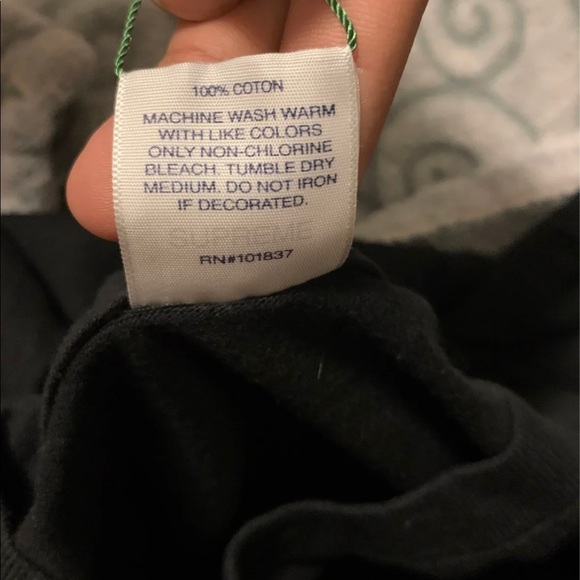 100% COTON
MACHINE WASH WARM
WITH LIKE COLORS
ONLY NON-CHLORINE
BLEACH. TUMBLE DRY
MEDIUM. DO NOT IRON
IF DECORATED.
SUPREME
RN#101837